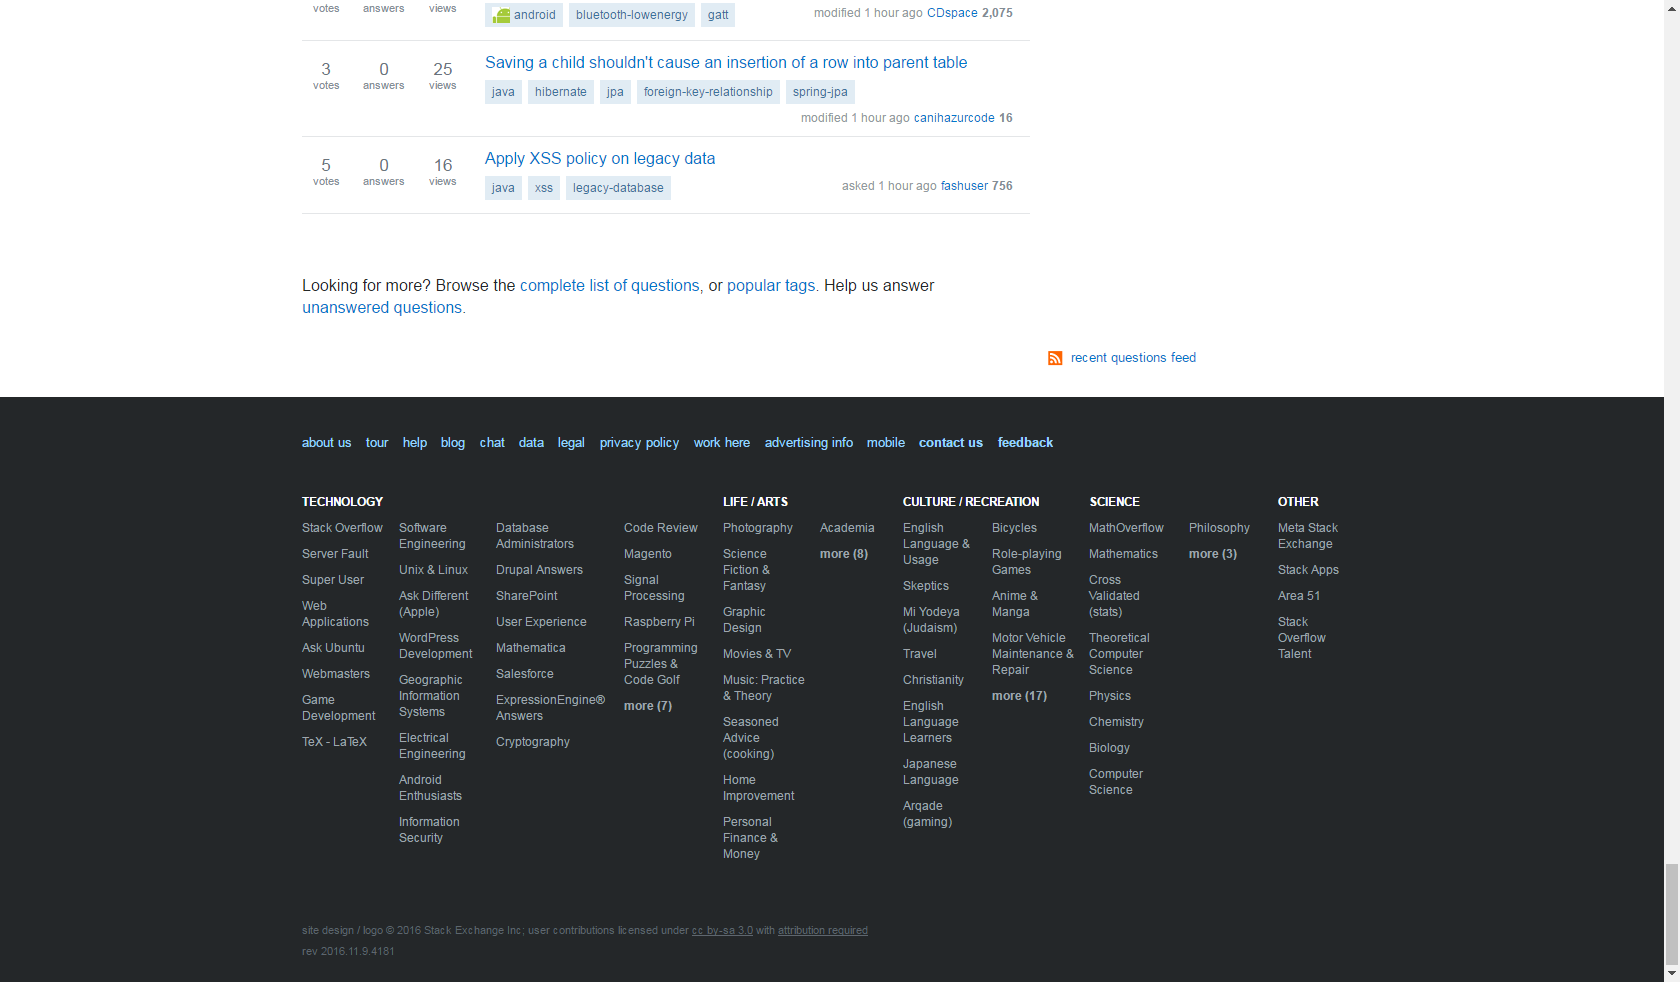 votes answers views
android bluetooth-lowenergy gatt modified 1 hour ago CDspace 2,075
3 0 25
votes answers views
Saving a child shouldn't cause an insertion of a row into parent table
java hibernate jpa foreign-key-relationship spring-jpa
modified 1 hour ago canihazurcode 16
5 0 16
votes answers views
Apply XSS policy on legacy data
java xss legacy-database asked 1 hour ago fashuser 756
Looking for more? Browse the complete list of questions, or popular tags. Help us answer
unanswered questions.
recent questions feed
about us tour help blog chat data legal privacy policy work here advertising info mobile contact us feedback
TECHNOLOGY
Stack Overflow
Server Fault
Super User
Web
Applications
Ask Ubuntu
Webmasters
Game
Development
TeX - LaTeX
Software
Engineering
Unix & Linux
Ask Different
(Apple)
WordPress
Development
Geographic
Information
Systems
Electrical
Engineering
Android
Enthusiasts
Information
Security
Database
Administrators
Drupal Answers
SharePoint
User Experience
Mathematica
Salesforce
ExpressionEngine®
Answers
Cryptography
Code Review
Magento
Signal
Processing
Raspberry Pi
Programming
Puzzles &
Code Golf
more (7)
LIFE / ARTS
Photography
Science
Fiction &
Fantasy
Graphic
Design
Movies & TV
Music: Practice
& Theory
Seasoned
Advice
(cooking)
Home
Improvement
Personal
Finance &
Money
Academia
more (8)
CULTURE / RECREATION
English
Language &
Usage
Skeptics
Mi Yodeya
(Judaism)
Travel
Christianity
English
Language
Learners
Japanese
Language
Arqade
(gaming)
Bicycles
Role-playing
Games
Anime &
Manga
Motor Vehicle
Maintenance &
Repair
more (17)
SCIENCE
MathOverflow
Mathematics
Cross
Validated
(stats)
Theoretical
Computer
Science
Physics
Chemistry
Biology
Computer
Science
Philosophy
more (3)
OTHER
Meta Stack
Exchange
Stack Apps
Area 51
Stack
Overflow
Talent
site design / logo © 2016 Stack Exchange Inc; user contributions licensed under cc by-sa 3.0 with attribution required
rev 2016.11.9.4181